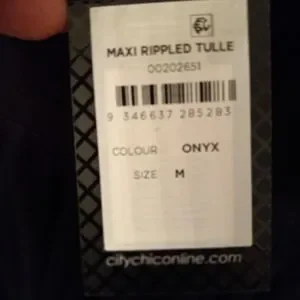 MAXI RIPPLED TULLE
00202651
9 346637 285283
COLOUR ONYX
SIZE M
citychiconline.com